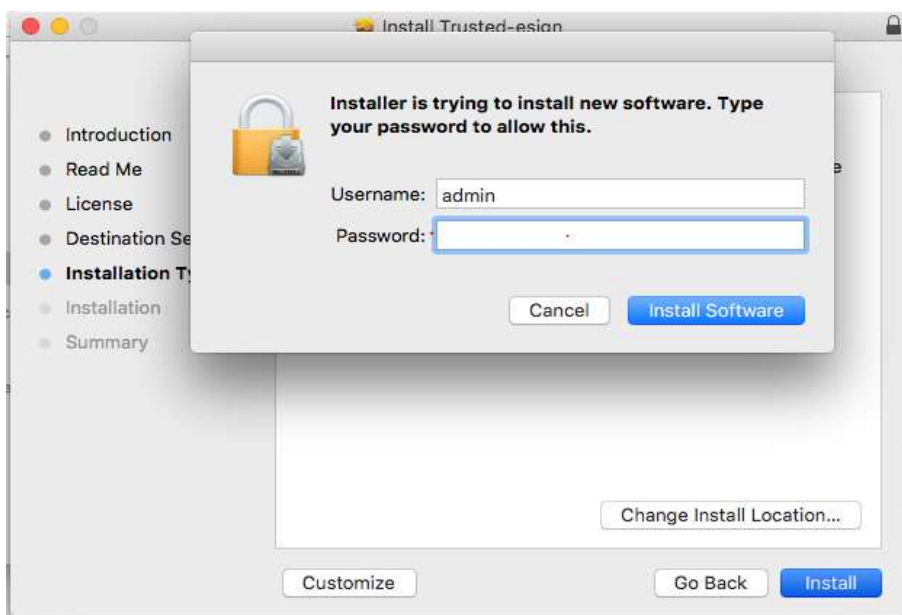 Install Trusted-esign
Installer is trying to install new software. Type
your password to allow this.
Username: admin
Password:
Cancel
Install Software
Introduction
Read Me
License
Destination Se
Installation Ty
Installation
Summary
e
Change Install Location...
Customize
Go Back
Install